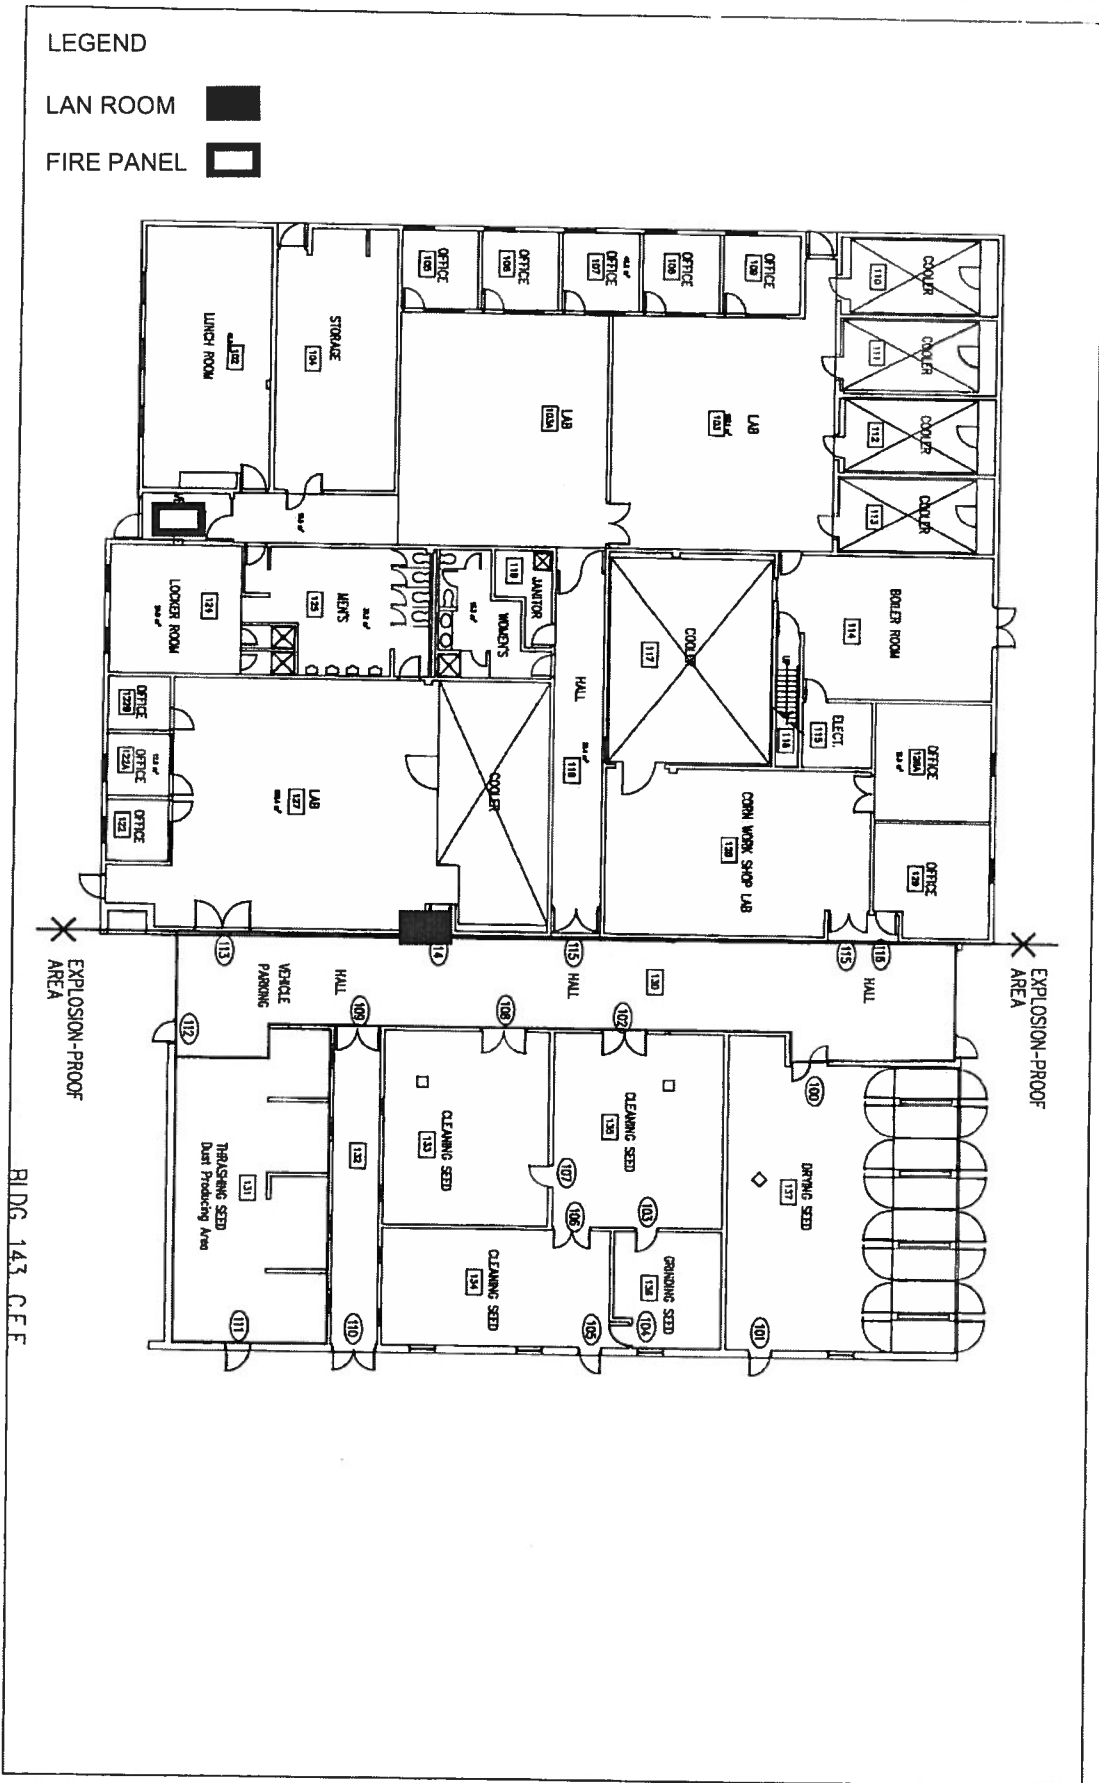 LEGEND
LAN ROOM
FIRE PANEL
OFFICE
105
OFFICE
106
OFFICE
107
OFFICE
108
OFFICE
109
COOLER
110
COOLER
111
COOLER
112
COOLER
113
LUNCH ROOM
102
STORAGE
104
LAB
103A
LAB
103
LOCKER ROOM
124
MEN'S
125
WOMEN'S
JANITOR
119
HALL
118
COOLER
117
BOILER ROOM
114
UP
116
ELECT.
115
OFFICE
122B
OFFICE
122A
OFFICE
122
LAB
127
COOLER
CORN WORK SHOP LAB
128
OFFICE
OFFICE
129
EXPLOSION-PROOF
AREA
EXPLOSION-PROOF
AREA
113
14
115
115
116
VEHICLE
PARKING
HALL
HALL
130
HALL
112
109
108
102
100
THRASHING SEED
Dust Producing Area
131
132
CLEANING SEED
133
CLEANING SEED
135
107
106
103
CLEANING SEED
134
GRINDING SEED
DRYING SEED
137
111
110
105
104
101
BLDG 143 C.E.F